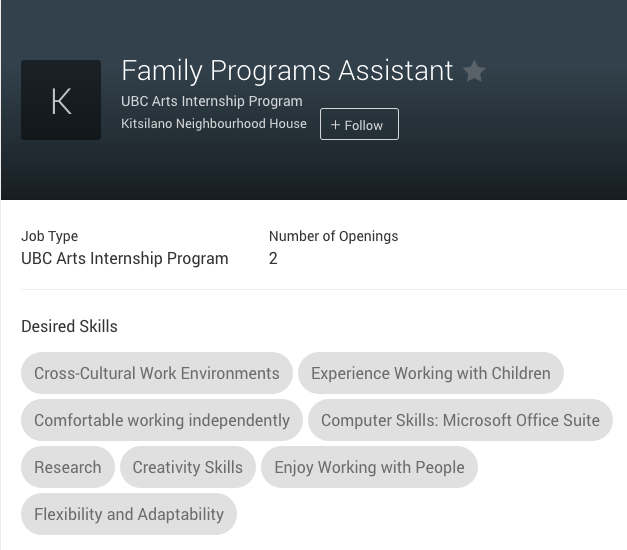 K
Family Programs Assistant
UBC Arts Internship Program
Kitsilano Neighbourhood House
+ Follow
Job Type
UBC Arts Internship Program
Number of Openings
2
Desired Skills
Cross-Cultural Work Environments
Experience Working with Children
Comfortable working independently
Computer Skills: Microsoft Office Suite
Research
Creativity Skills
Enjoy Working with People
Flexibility and Adaptability